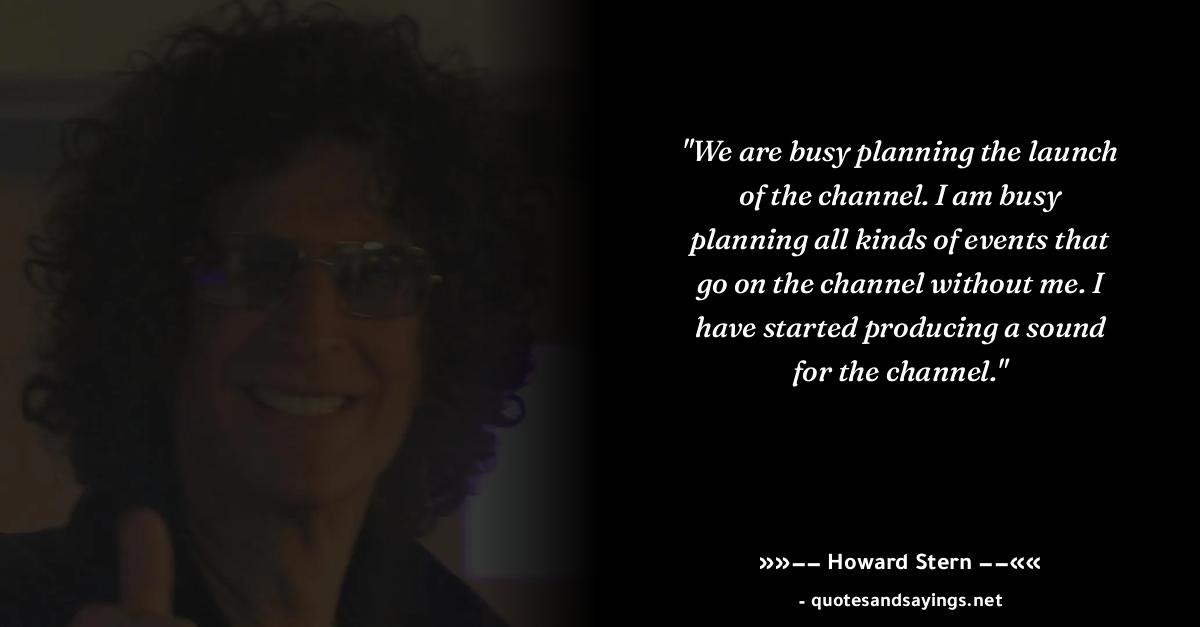 "We are busy planning the launch
of the channel. I am busy
planning all kinds of events that
go on the channel without me. I
have started producing a sound
for the channel."
»»−− Howard Stern −−««
- quotesandsayings.net